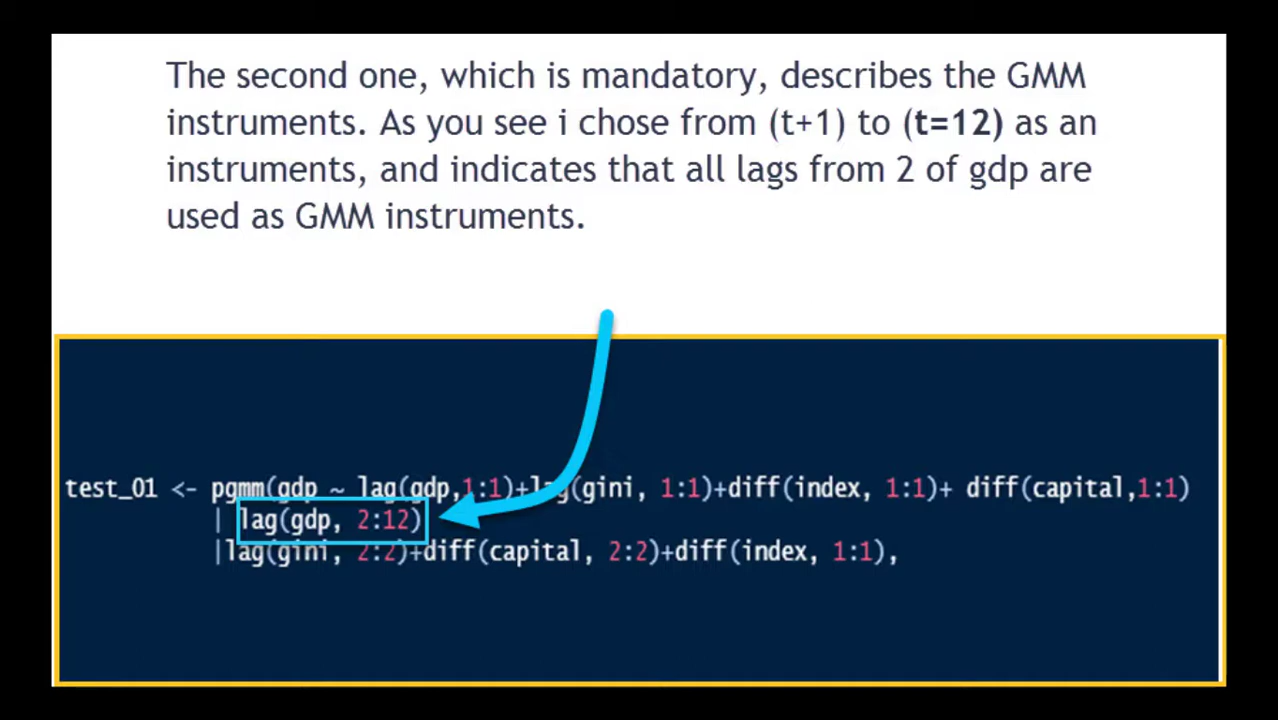 The second one, which is mandatory, describes the GMM
instruments. As you see i chose from (t+1) to (t=12) as an
instruments, and indicates that all lags from 2 of gdp are
used as GMM instruments.
test_01 <- pgmm(gdp ~ lag(gdp,1:1)+lag(gini, 1:1)+diff(index, 1:1)+ diff(capital,1:1)
| lag(gdp, 2:12)
|lag(gini, 2:2)+diff(capital, 2:2)+diff(index, 1:1),